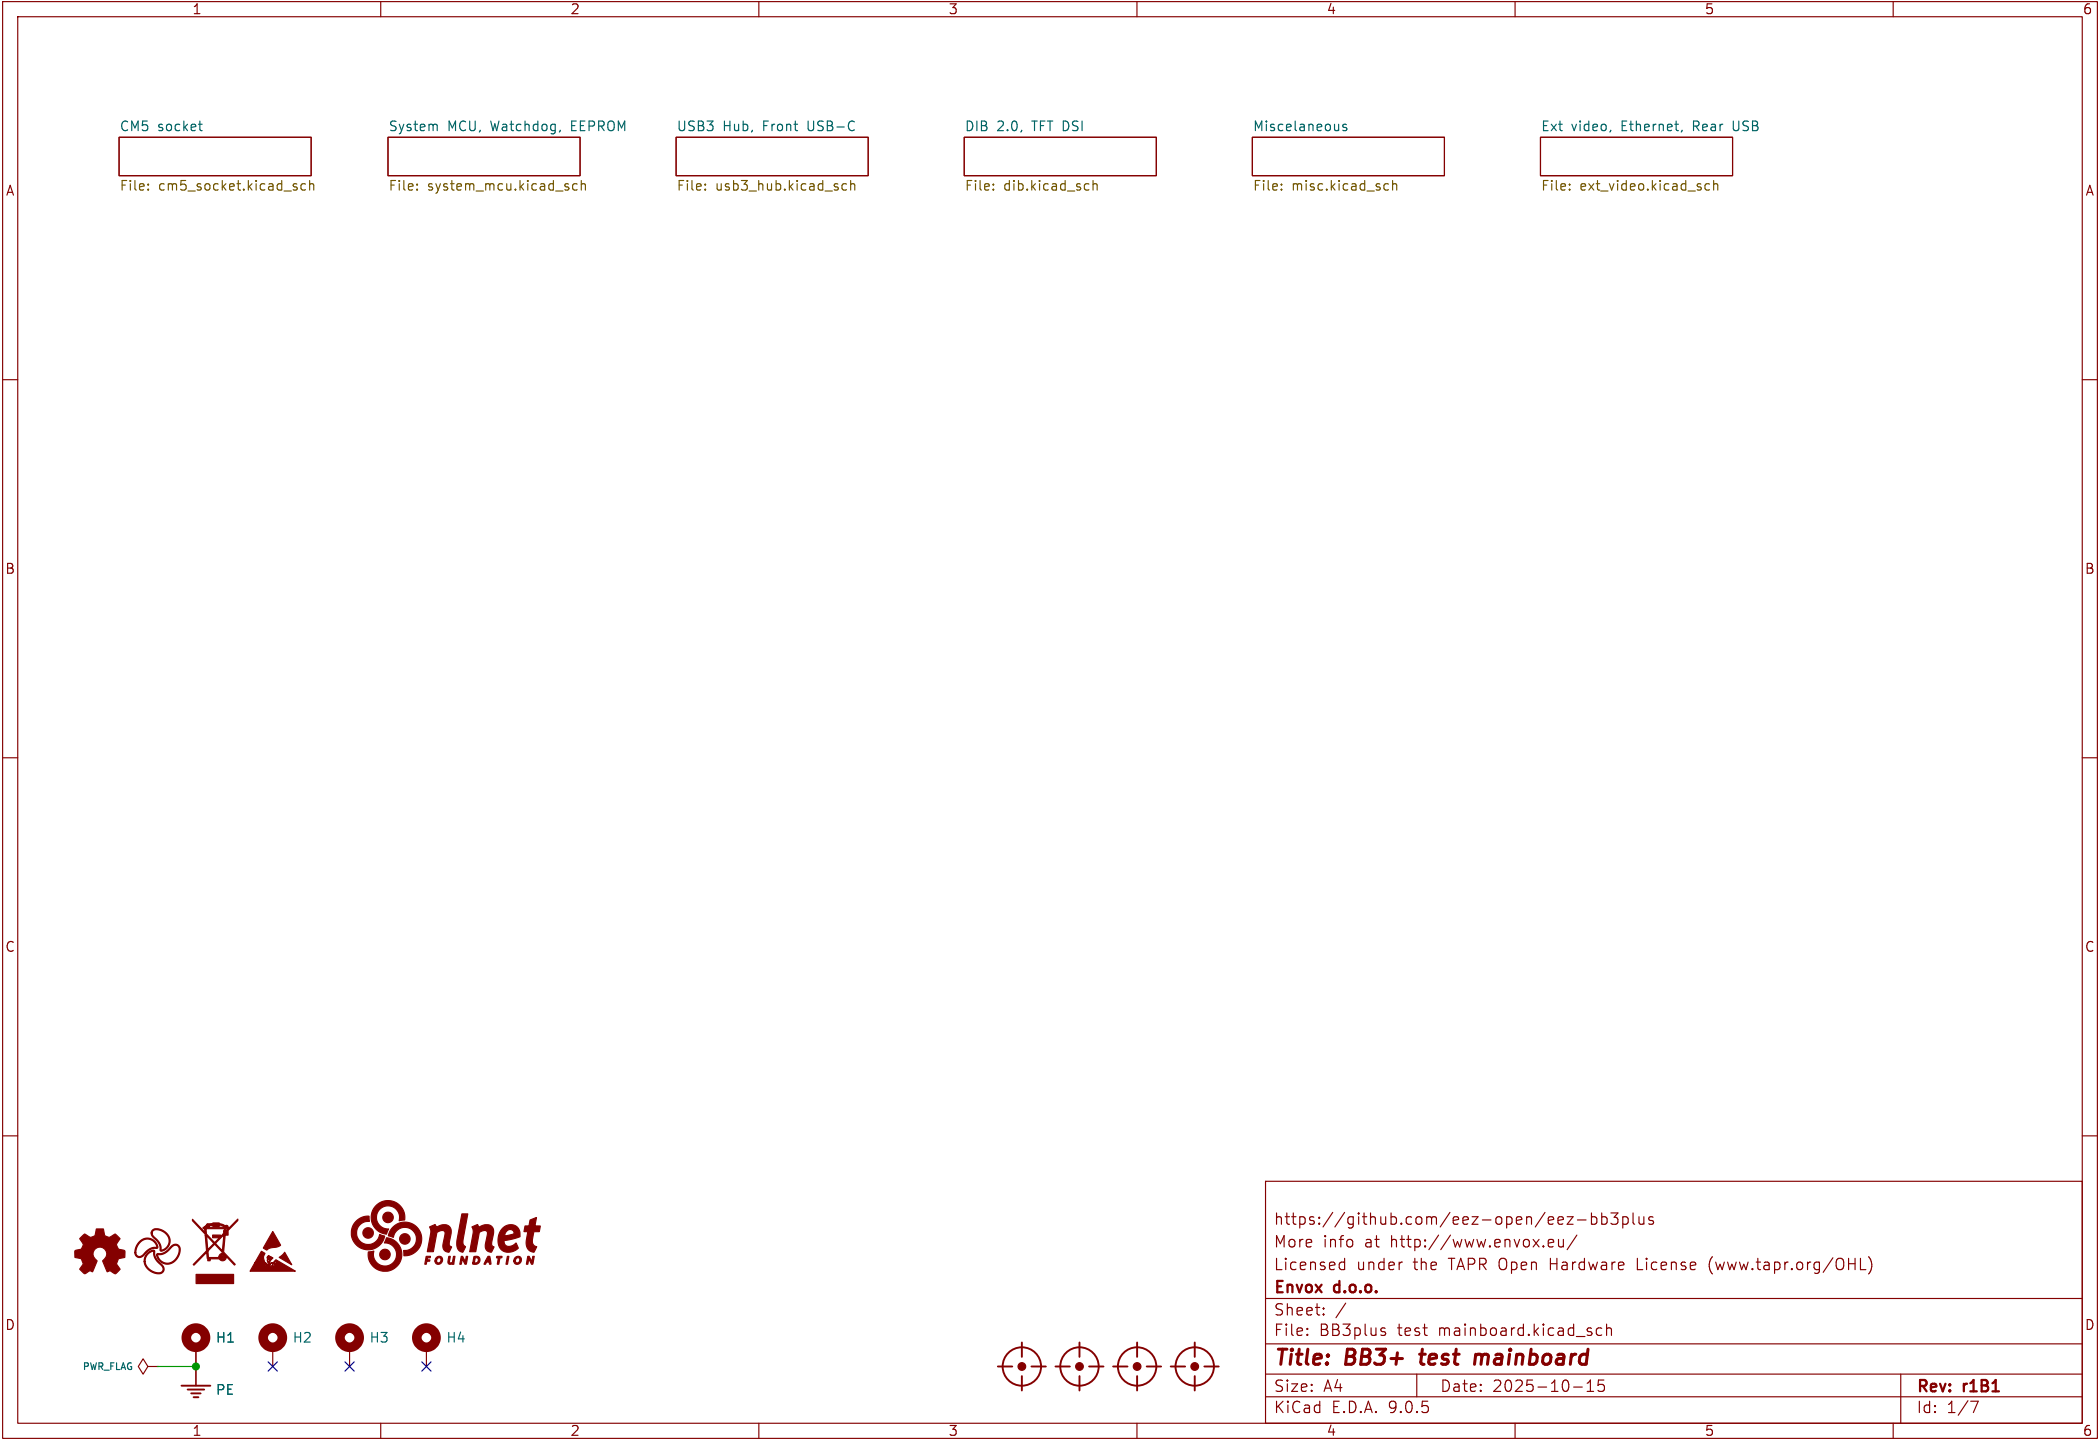 1 2 3 4 5 6
CM5 socket
System MCU, Watchdog, EEPROM
USB3 Hub, Front USB-C
DIB 2.0, TFT DSI
Miscelaneous
Ext video, Ethernet, Rear USB
File: cm5_socket.kicad_sch
File: system_mcu.kicad_sch
File: usb3_hub.kicad_sch
File: dib.kicad_sch
File: misc.kicad_sch
File: ext_video.kicad_sch
A A
B B
C C
nlnet
FOUNDATION
https://github.com/eez-open/eez-bb3plus
More info at http://www.envox.eu/
Licensed under the TAPR Open Hardware License (www.tapr.org/OHL)
Envox d.o.o.
Sheet: /
File: BB3plus test mainboard.kicad_sch
D D
H1 H2 H3 H4
PWR_FLAG
PE
Title: BB3+ test mainboard
Size: A4
Date: 2025-10-15
Rev: r1B1
KiCad E.D.A. 9.0.5
Id: 1/7
1 2 3 4 5 6